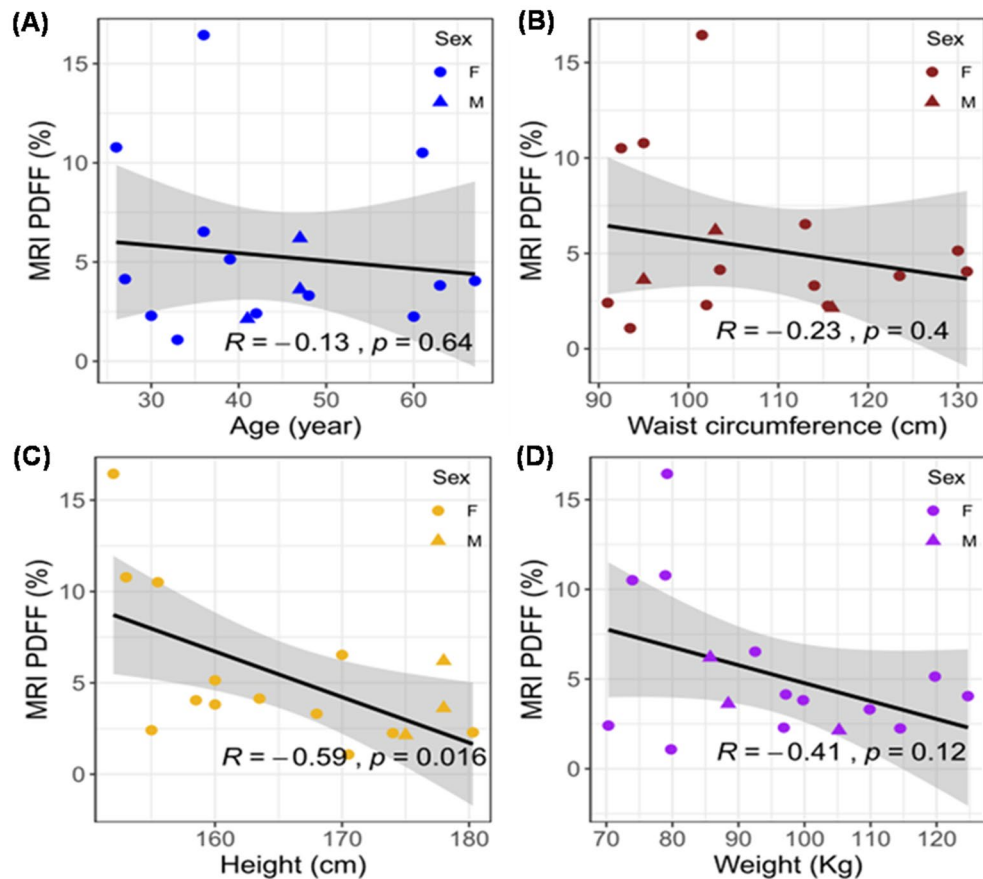 (A)
Sex
F
M
15
10
5
0
MRI PDFF (%)
R = −0.13 , p = 0.64
30 40 50 60
Age (year)
(B)
Sex
F
M
15
10
5
0
MRI PDFF (%)
R = −0.23 , p = 0.4
90 100 110 120 130
Waist circumference (cm)
(C)
Sex
F
M
15
10
5
0
MRI PDFF (%)
R = −0.59 , p = 0.016
160 170 180
Height (cm)
(D)
Sex
F
M
15
10
5
0
MRI PDFF (%)
R = −0.41 , p = 0.12
70 80 90 100 110 120
Weight (Kg)